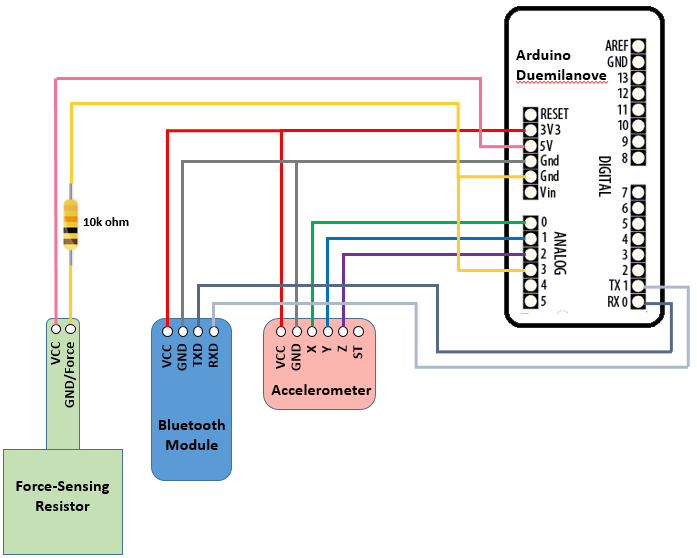 Arduino
Duemilanove
AREF
GND
13
12
11
10
9
8
RESET
3V3
5V
Gnd
Gnd
Vin
DIGITAL
7
6
5
4
3
2
TX 1
RX 0
0
1
2
3
4
5
ANALOG
10k ohm
VCC
GND/Force
Force-Sensing
Resistor
VCC
GND
TXD
RXD
Bluetooth
Module
VCC
GND
X
Y
Z
ST
Accelerometer